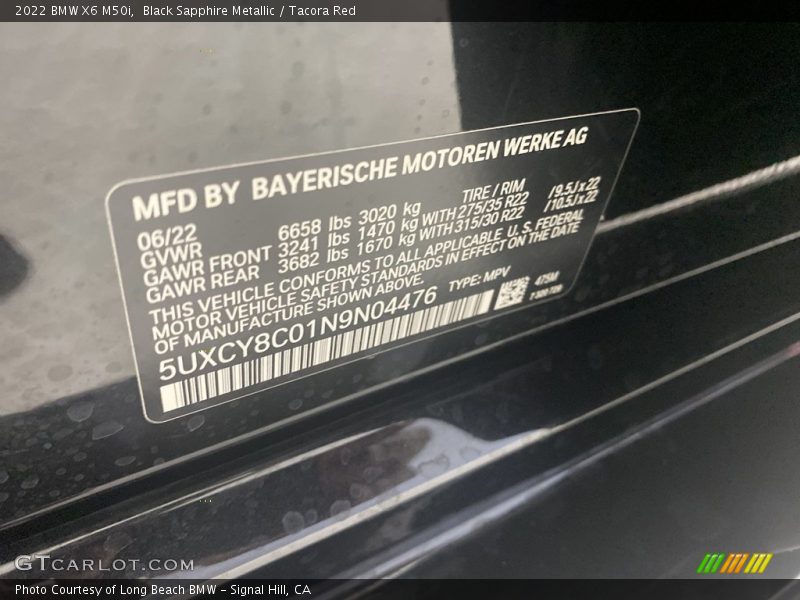 2022 BMW X6 M50i, Black Sapphire Metallic / Tacora Red
MFD BY BAYERISCHE MOTOREN WERKE AG
06/22 TIRE / RIM
GVWR 6658 lbs 3020 kg
GAWR FRONT 3241 lbs 1470 kg WITH 275/35 R22 /9.5Jx22
GAWR REAR 3682 lbs 1670 kg WITH 315/30 R22 /10.5Jx22
THIS VEHICLE CONFORMS TO ALL APPLICABLE U.S. FEDERAL
MOTOR VEHICLE SAFETY STANDARDS IN EFFECT ON THE DATE
OF MANUFACTURE SHOWN ABOVE.
5UXCY8C01N9N04476 TYPE: MPV
475M
GTCARLOT.COM
Photo Courtesy of Long Beach BMW – Signal Hill, CA